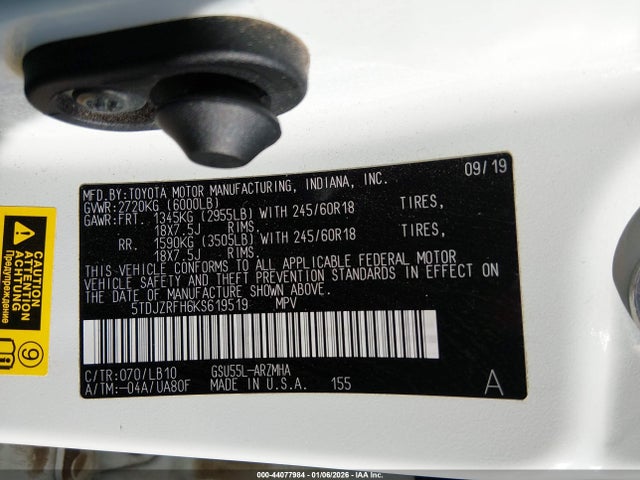 MFD.BY:TOYOTA MOTOR MANUFACTURING, INDIANA, INC. 09/19
GVWR:2720KG (6000LB)
GAWR:FRT. 1345KG (2955LB) WITH 245/60R18 TIRES,
18X7.5J RIMS.
RR. 1590KG (3505LB) WITH 245/60R18 TIRES,
18X7.5J RIMS.
THIS VEHICLE CONFORMS TO ALL APPLICABLE FEDERAL MOTOR
VEHICLE SAFETY AND THEFT PREVENTION STANDARDS IN EFFECT
ON THE DATE OF MANUFACTURE SHOWN ABOVE.
5TDJZRFH6KS619519 MPV
C/TR:070/LB10 GSU55L-ARZMHA
A/TM:-04A/UA80F MADE IN U.S.A. 155 A
CAUTION
ATTENTION
ACHTUNG
Предупреждение
9
000-44077984 - 01/06/2026 - IAA Inc.